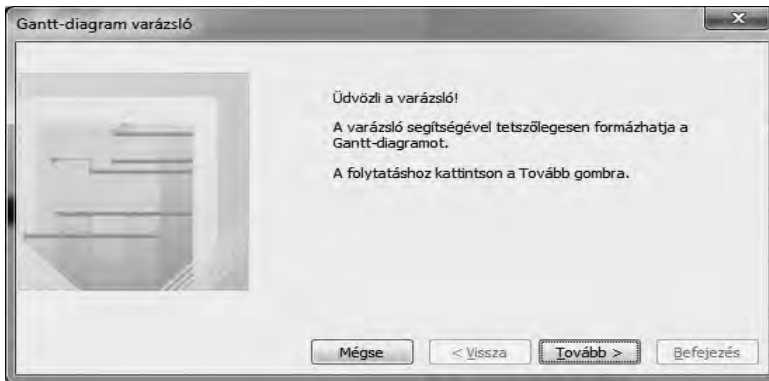 Gantt-diagram varázsló
Üdvözli a varázsló!
A varázsló segítségével tetszőlegesen formázhatja a
Gantt-diagramot.
A folytatáshoz kattintson a Tovább gombra.
Mégse
< Vissza
Tovább >
Befejezés